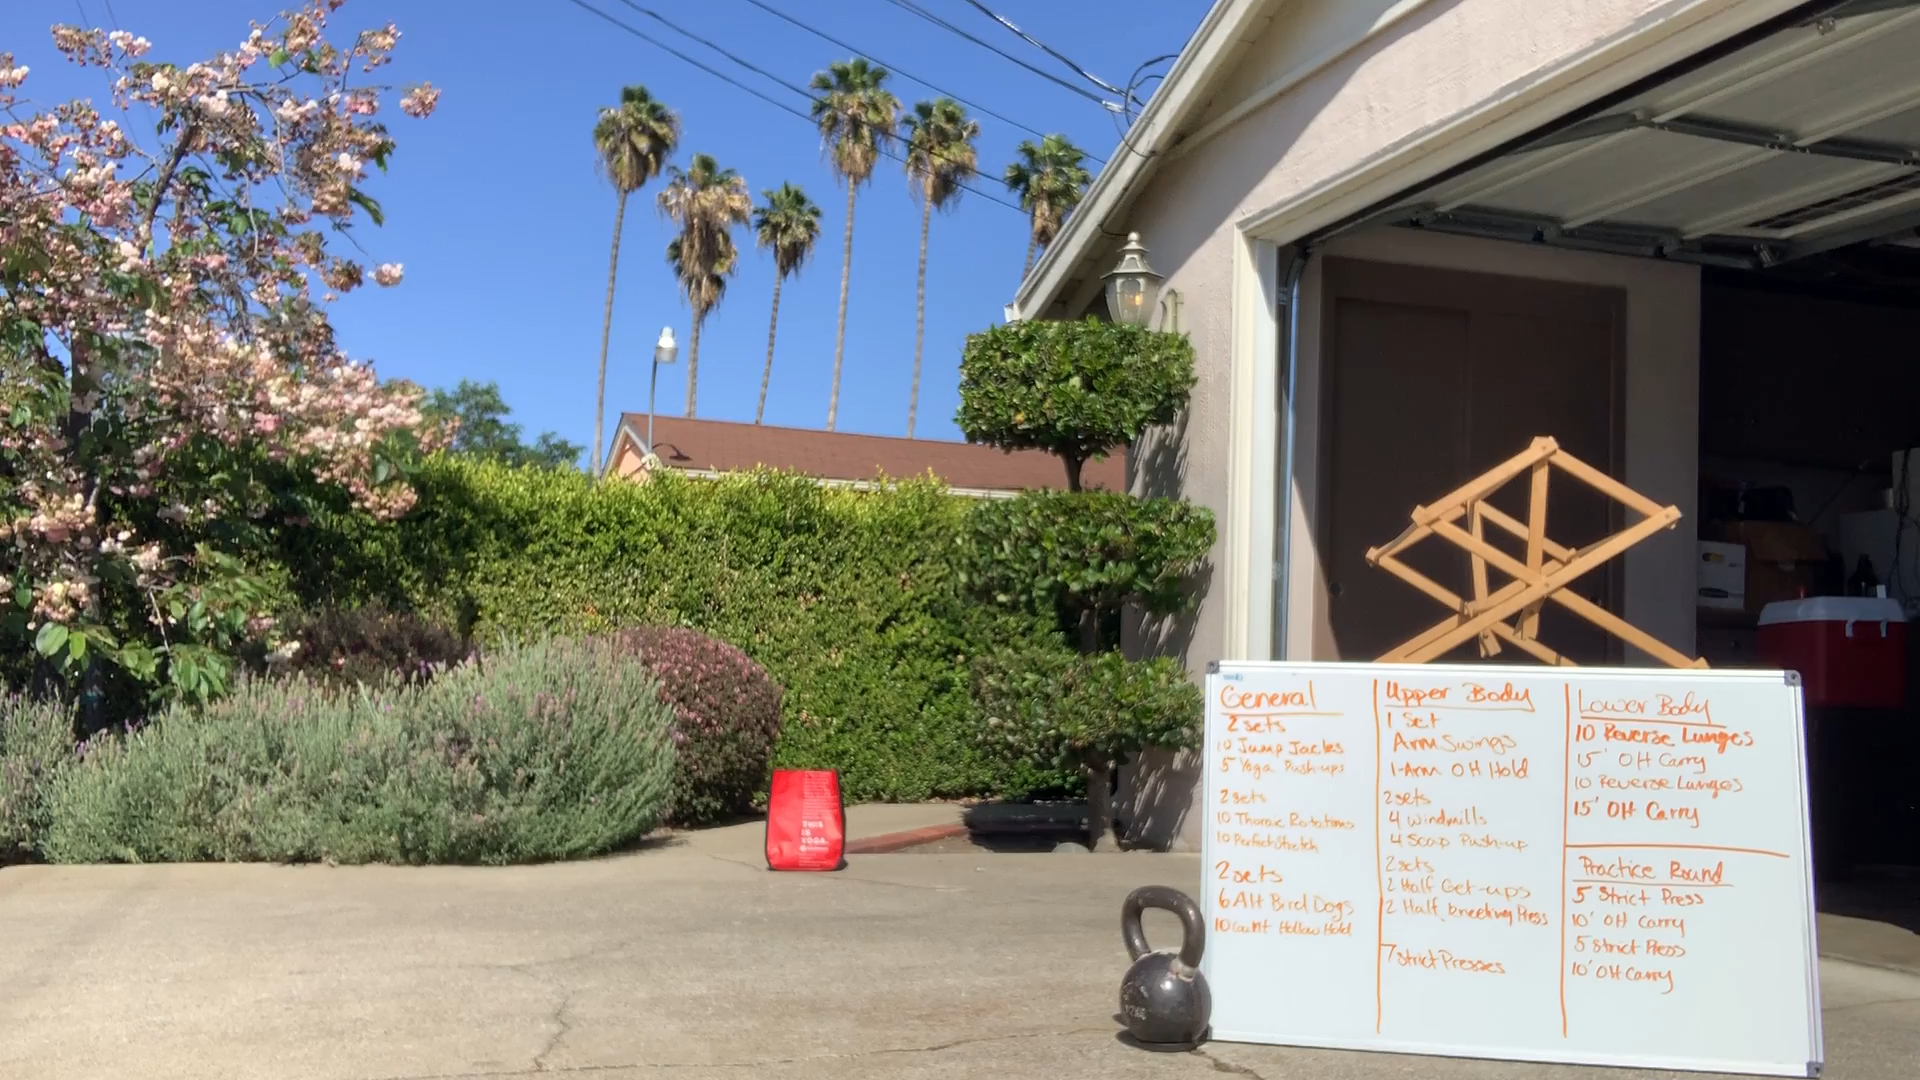 THIS
IS
YOGA.
General
2 sets
10 Jump Jacks
5 Yoga Push-ups
2 sets
10 Thoraic Rotations
10 Perfect Stretch
2 sets
6 Alt Bird Dogs
10 count Hollow Hold
Upper Body
1 Set
Arm Swings
1-Arm OH Hold
2 sets
4 Windmills
4 Scap Push-up
2 sets
2 Half Get-ups
2 Half kneeling Press
7 strict Presses
Lower Body
10 Reverse Lunges
15' OH Carry
10 Reverse Lunges
15' OH Carry
Practice Round
5 Strict Press
10' OH Carry
5 Strict Press
10' OH Carry